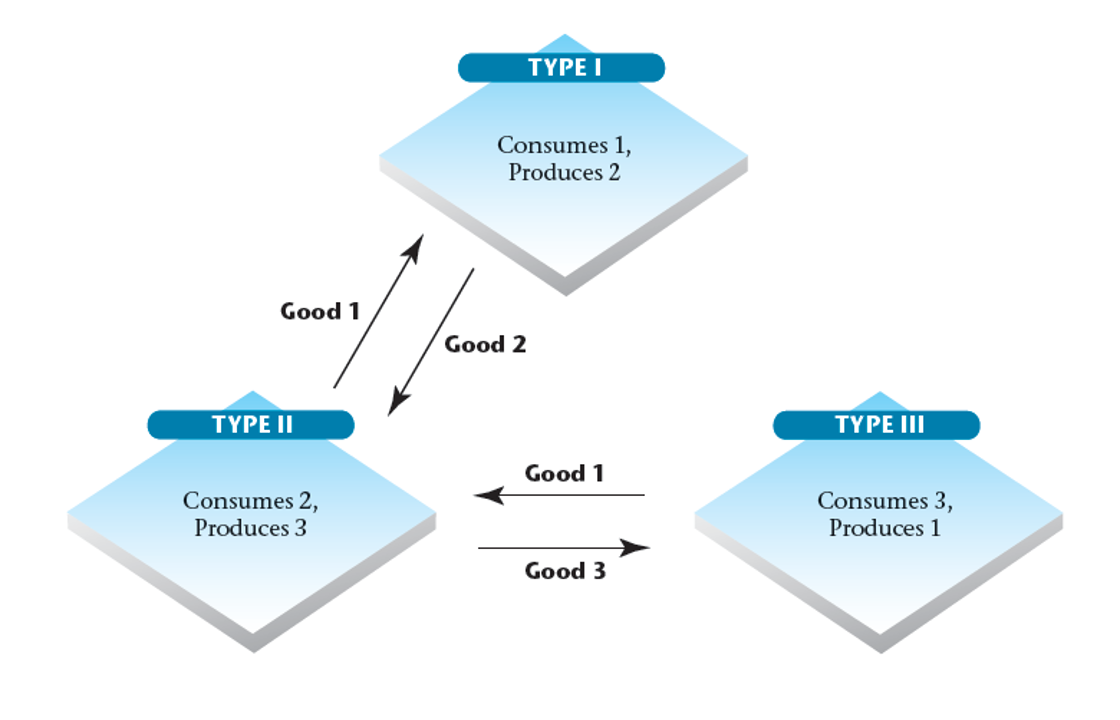 TYPE I
Consumes 1,
Produces 2
Good 1
Good 2
TYPE II
Consumes 2,
Produces 3
Good 1
Good 3
TYPE III
Consumes 3,
Produces 1